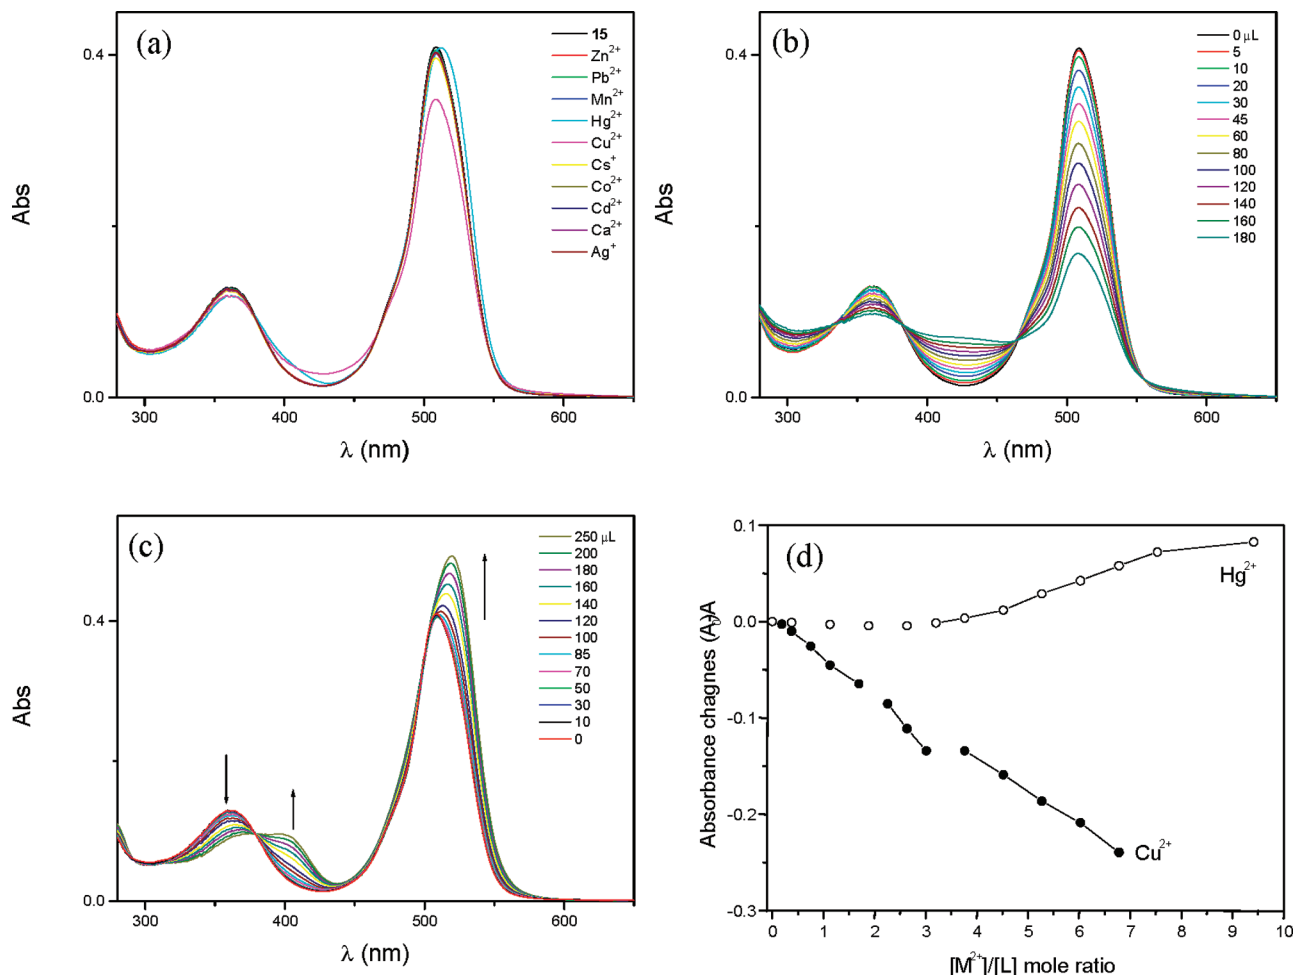 (a)
0.4
0.0
300
400
500
600
Abs
λ (nm)
15
Zn2+
Pb2+
Mn2+
Hg2+
Cu2+
Cs+
Co2+
Cd2+
Ca2+
Ag+
(b)
0.4
0.0
300
400
500
600
Abs
λ (nm)
0 μL
5
10
20
30
45
60
80
100
120
140
160
180
(c)
0.4
0.0
300
400
500
600
Abs
λ (nm)
250 μL
200
180
160
140
120
100
85
70
50
30
10
0
(d)
0.1
0.0
-0.1
-0.2
-0.3
0
1
2
3
4
5
6
7
8
9
10
Absorbance chagnes (A0-A
[M2+]/[L] mole ratio
Hg2+
Cu2+